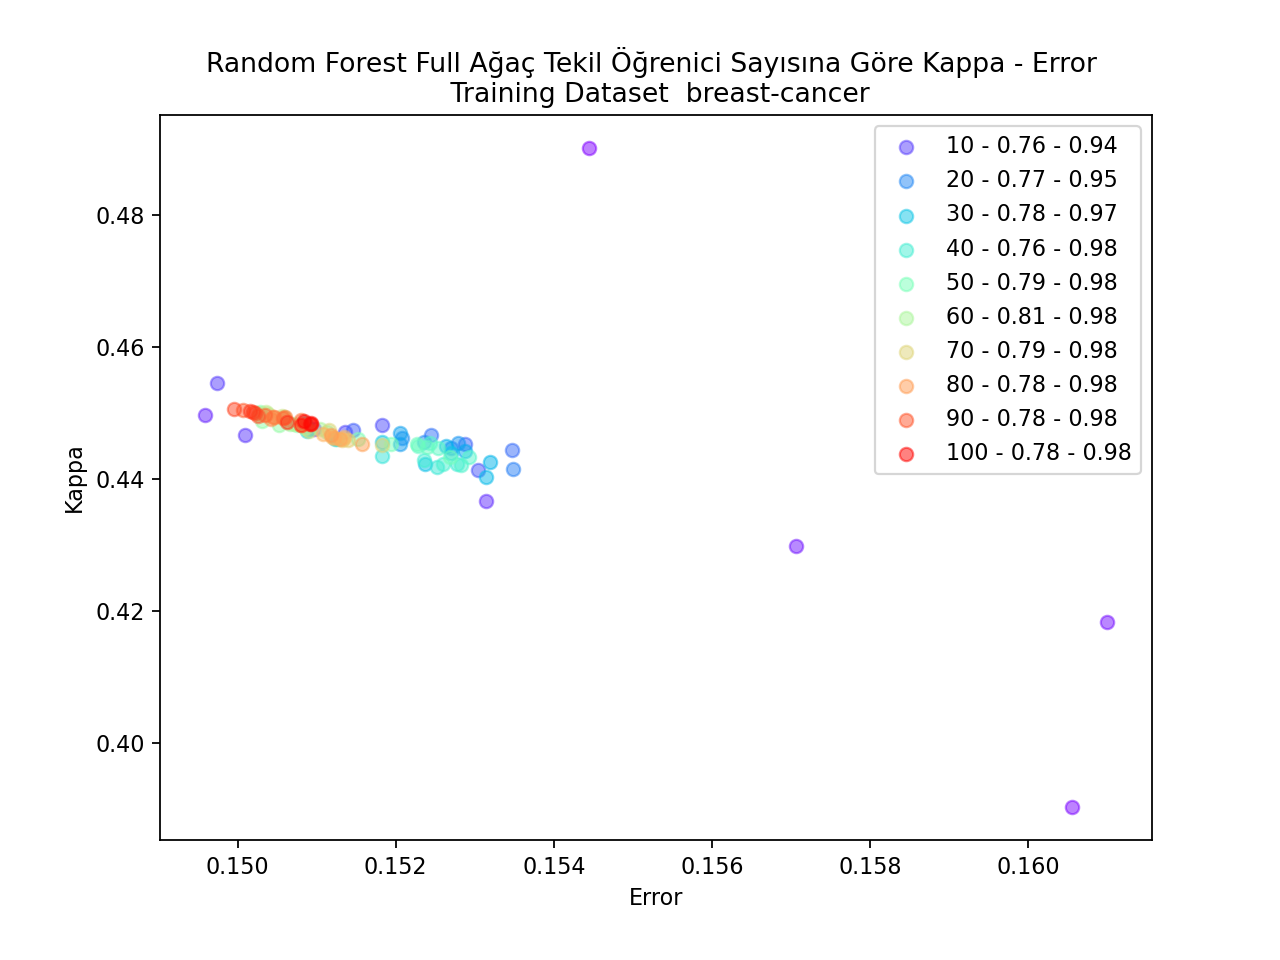 Random Forest Full Ağaç Tekil Öğrenici Sayısına Göre Kappa - Error
Training Dataset  breast-cancer
10 - 0.76 - 0.94
20 - 0.77 - 0.95
30 - 0.78 - 0.97
40 - 0.76 - 0.98
50 - 0.79 - 0.98
60 - 0.81 - 0.98
70 - 0.79 - 0.98
80 - 0.78 - 0.98
90 - 0.78 - 0.98
100 - 0.78 - 0.98
Kappa
0.48
0.46
0.44
0.42
0.40
0.150 0.152 0.154 0.156 0.158 0.160
Error